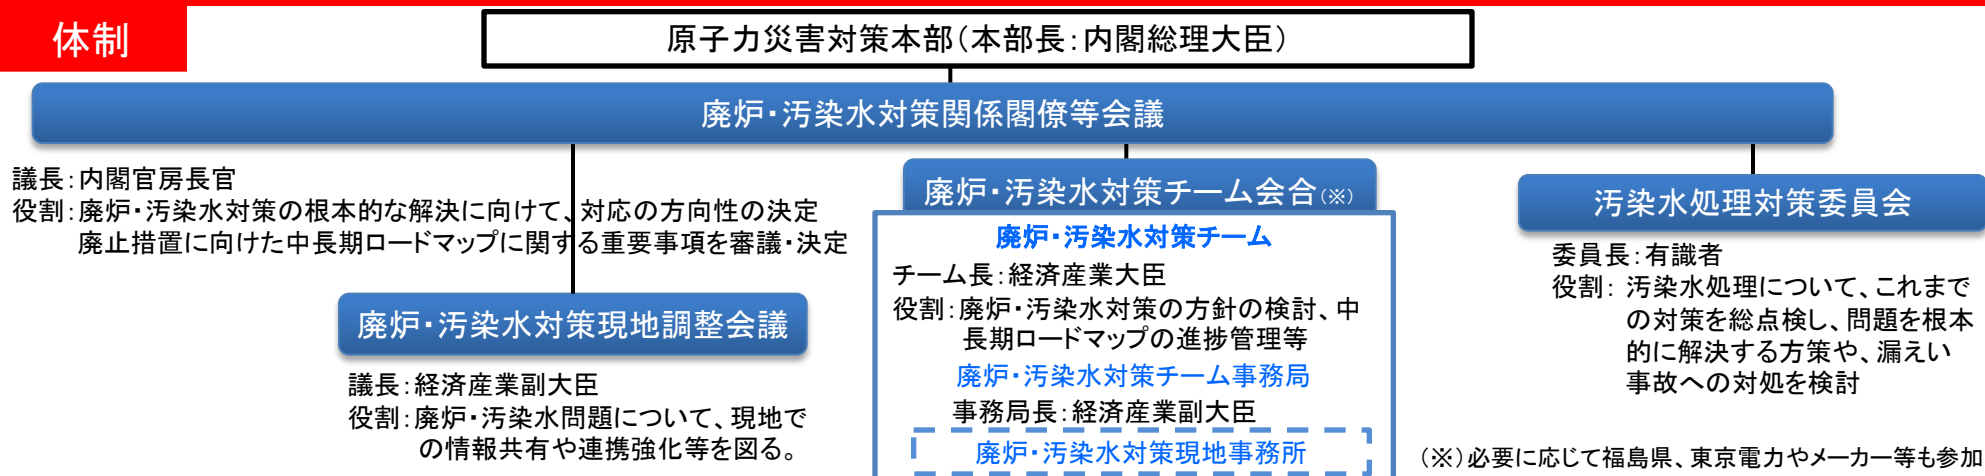 体制
原子力災害対策本部(本部長:内閣総理大臣)
廃炉・汚染水対策関係閣僚等会議
議長:内閣官房長官
役割:廃炉・汚染水対策の根本的な解決に向けて、対応の方向性の決定
廃止措置に向けた中長期ロードマップに関する重要事項を審議・決定
廃炉・汚染水対策現地調整会議
議長:経済産業副大臣
役割:廃炉・汚染水問題について、現地で
の情報共有や連携強化等を図る。
廃炉・汚染水対策チーム会合(※)
廃炉・汚染水対策チーム
チーム長:経済産業大臣
役割:廃炉・汚染水対策の方針の検討、中
長期ロードマップの進捗管理等
廃炉・汚染水対策チーム事務局
事務局長:経済産業副大臣
廃炉・汚染水対策現地事務所
汚染水処理対策委員会
委員長:有識者
役割: 汚染水処理について、これまで
の対策を総点検し、問題を根本
的に解決する方策や、漏えい
事故への対処を検討
(※)必要に応じて福島県、東京電力やメーカー等も参加